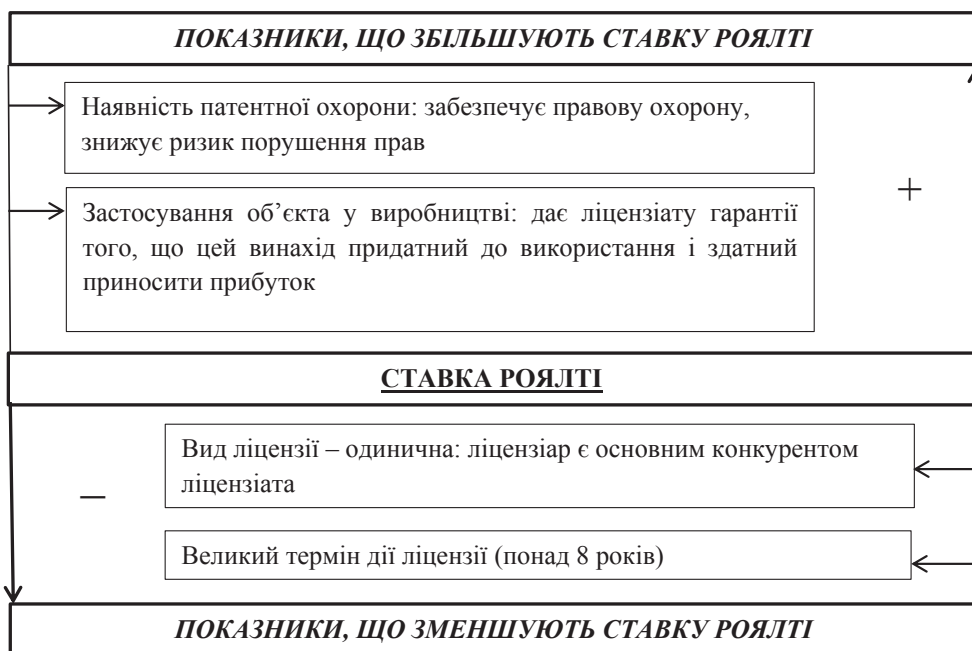 ПОКАЗНИКИ, ЩО ЗБІЛЬШУЮТЬ СТАВКУ РОЯЛТІ
Наявність патентної охорони: забезпечує правову охорону,
знижує ризик порушення прав
+
Застосування об’єкта у виробництві: дає ліцензіату гарантії
того, що цей винахід придатний до використання і здатний
приносити прибуток
СТАВКА РОЯЛТІ
Вид ліцензії – одинична: ліцензіар є основним конкурентом
ліцензіата
–
Великий термін дії ліцензії (понад 8 років)
ПОКАЗНИКИ, ЩО ЗМЕНШУЮТЬ СТАВКУ РОЯЛТІ